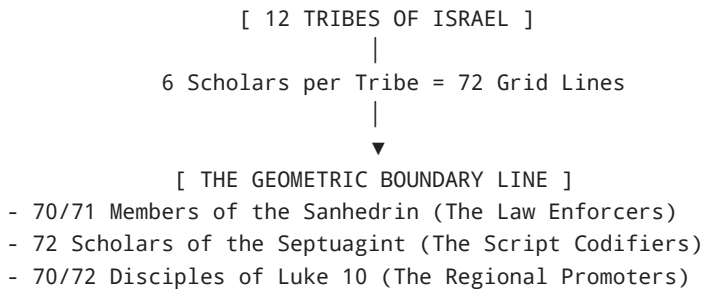 [ 12 TRIBES OF ISRAEL ]
│
6 Scholars per Tribe = 72 Grid Lines
│
▼
[ THE GEOMETRIC BOUNDARY LINE ]
- 70/71 Members of the Sanhedrin (The Law Enforcers)
- 72 Scholars of the Septuagint (The Script Codifiers)
- 70/72 Disciples of Luke 10 (The Regional Promoters)